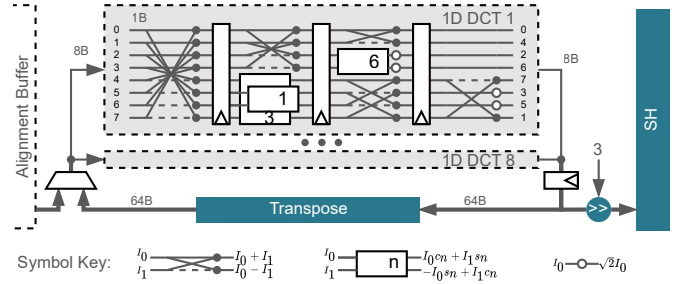 1B
1D DCT 1
0 0
1 4
2 2
3 6
4 7
5 3
6 5
7 1
6
1
3
8B
8B
Alignment Buffer
1D DCT 8
3
SH
64B
Transpose
64B
>>
Symbol Key:
I0 I0 + I1
I1 I0 − I1
I0 n I0cn + I1sn
I1 −I0sn + I1cn
I0 √2I0